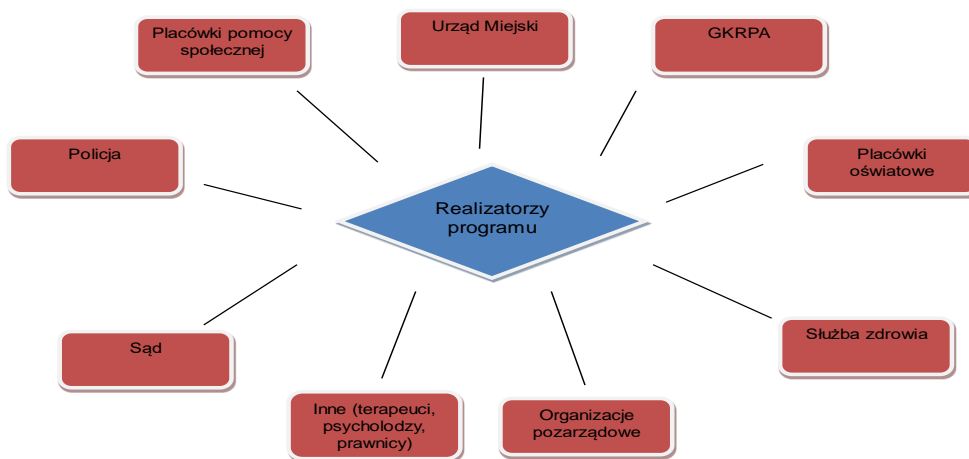 Placówki pomocy
społecznej
Urząd Miejski
GKRPA
Policja
Placówki
oświatowe
Realizatorzy
programu
Sąd
Służba zdrowia
Inne (terapeuci,
psycholodzy,
prawnicy)
Organizacje
pozarządowe